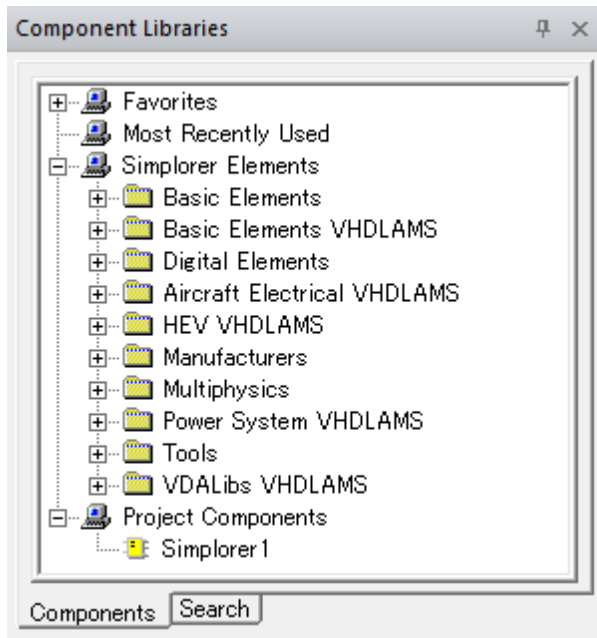 Component Libraries
Favorites
Most Recently Used
Simplorer Elements
Basic Elements
Basic Elements VHDLAMS
Digital Elements
Aircraft Electrical VHDLAMS
HEV VHDLAMS
Manufacturers
Multiphysics
Power System VHDLAMS
Tools
VDALibs VHDLAMS
Project Components
Simplorer1
Components Search